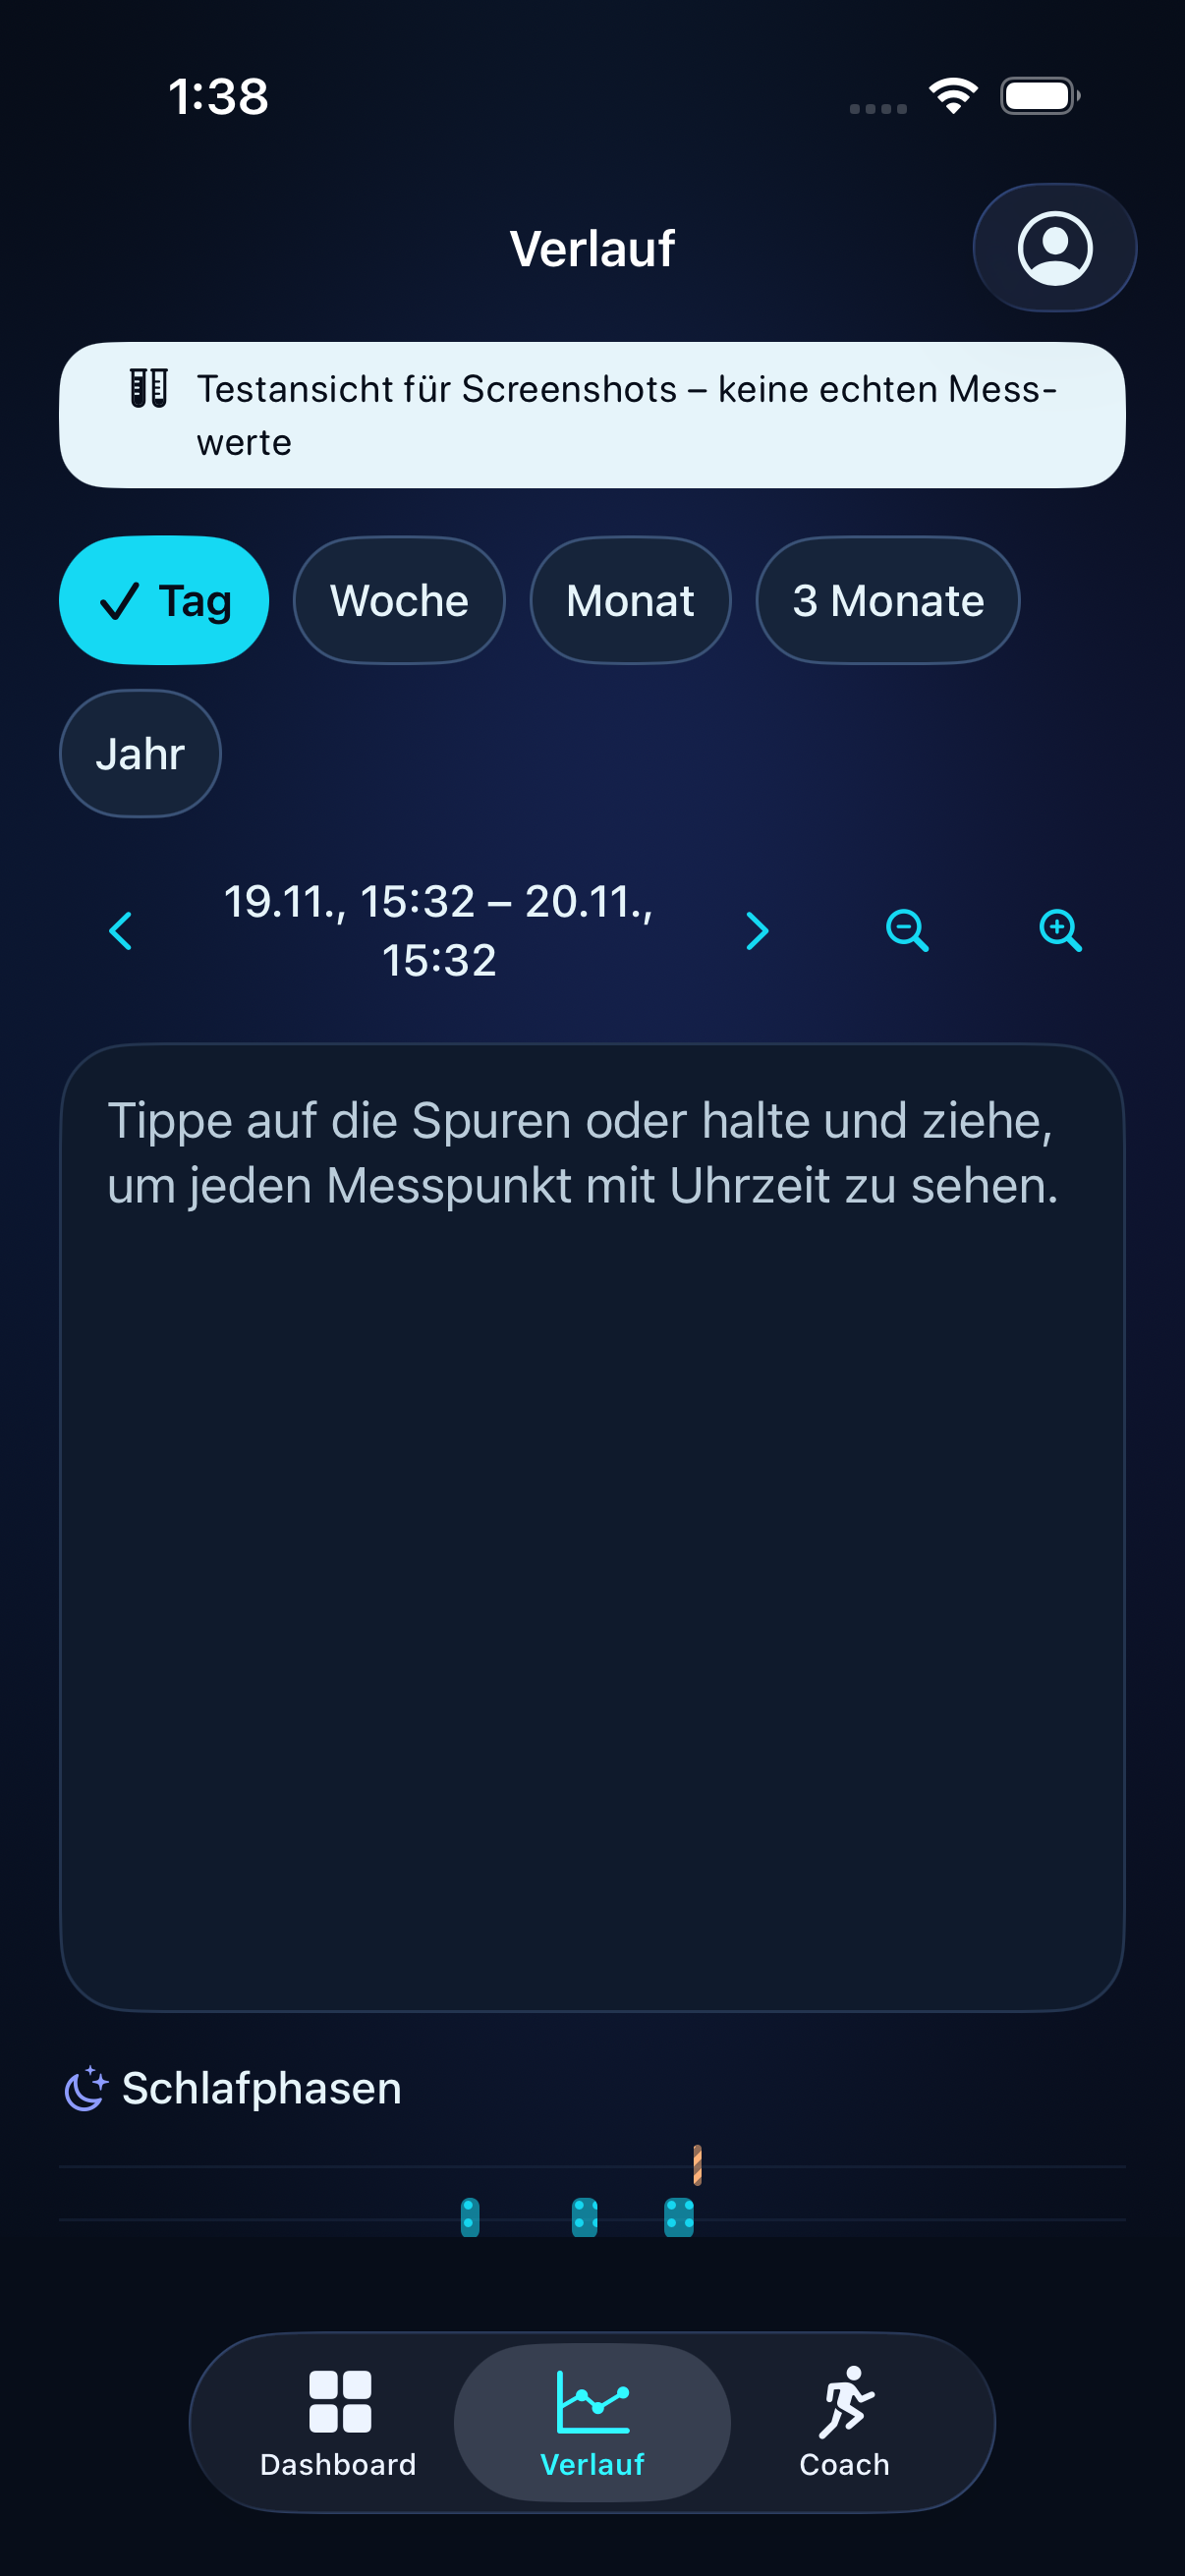 1:38
Verlauf
Testansicht für Screenshots – keine echten Mess-
werte
Tag
Woche
Monat
3 Monate
Jahr
19.11., 15:32 – 20.11.,
15:32
Tippe auf die Spuren oder halte und ziehe,
um jeden Messpunkt mit Uhrzeit zu sehen.
Schlafphasen
Dashboard
Verlauf
Coach